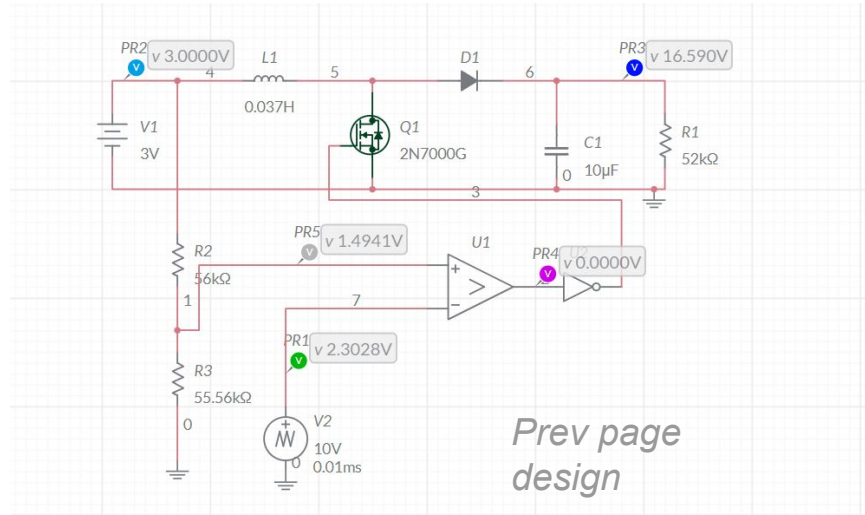 PR2
v 3.0000V
4
L1
0.037H
5
D1
6
PR3
v 16.590V
V1
3V
Q1
2N7000G
C1
10µF
0
R1
52kΩ
3
R2
56kΩ
1
PR5
v 1.4941V
U1
PR4
v 0.0000V
7
PR1
v 2.3028V
R3
55.56kΩ
0
V2
10V
0.01ms
0
Prev page
design